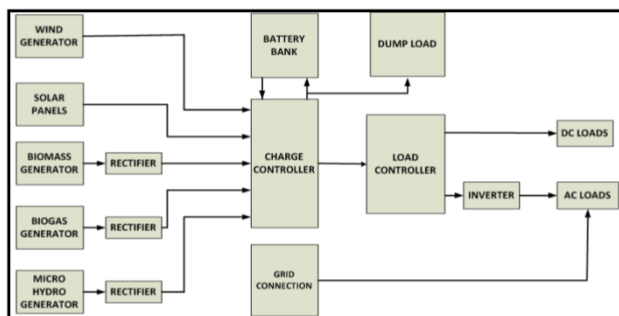 WIND
GENERATOR
BATTERY
BANK
DUMP LOAD
SOLAR
PANELS
BIOMASS
GENERATOR
RECTIFIER
CHARGE
CONTROLLER
LOAD
CONTROLLER
DC LOADS
BIOGAS
GENERATOR
RECTIFIER
INVERTER
AC LOADS
MICRO
HYDRO
GENERATOR
RECTIFIER
GRID
CONNECTION